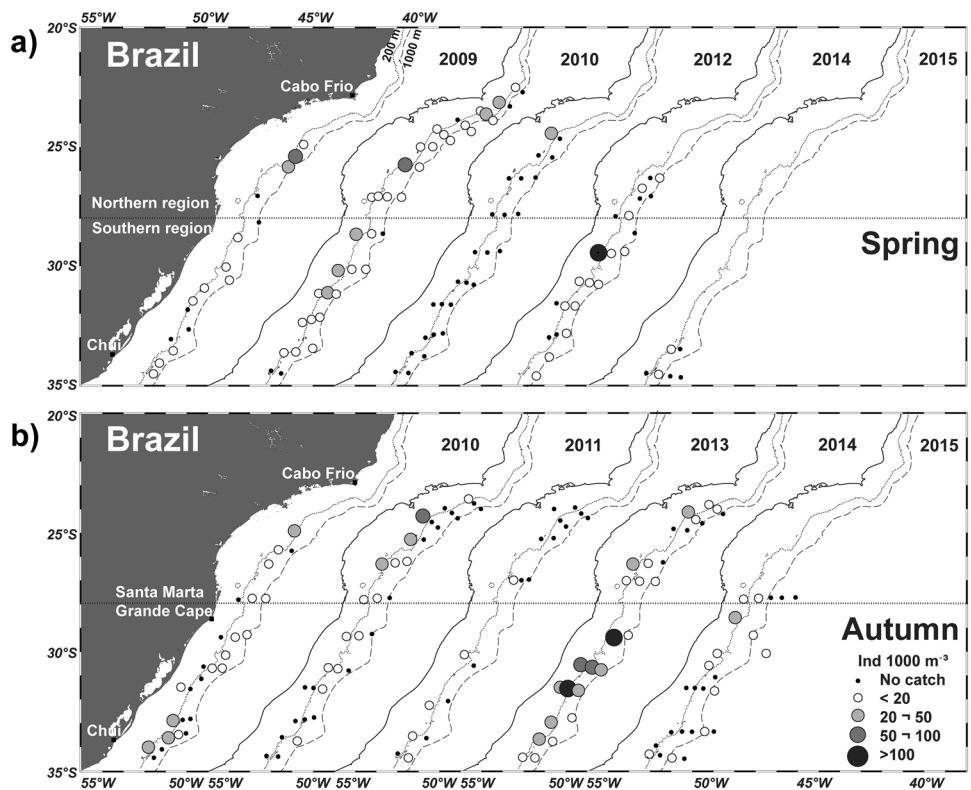 55°W 50°W 45°W 40°W
a)
20°S
Brazil
200 m
1000 m
2009 2010 2012 2014 2015
Cabo Frio
25°S
Northern region
Southern region
Spring
30°S
Chuí
35°S
b)
20°S
Brazil
2010 2011 2013 2014 2015
Cabo Frio
25°S
Santa Marta
Grande Cape
Autumn
30°S
Ind 1000 m⁻³
No catch
< 20
20 ¬ 50
50 ¬ 100
>100
Chuí
35°S
55°W 50°W 55°W 50°W 55°W 50°W 55°W 50°W 40°W